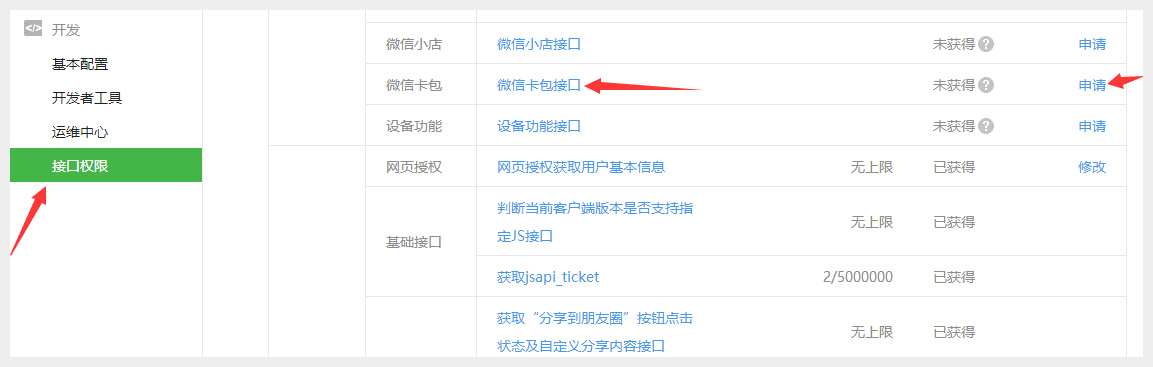 </> 开发
基本配置
开发者工具
运维中心
接口权限
微信小店 微信小店接口 未获得 ? 申请
微信卡包 微信卡包接口 未获得 ? 申请
设备功能 设备功能接口 未获得 ? 申请
网页授权 网页授权获取用户基本信息 无上限 已获得 修改
基础接口
判断当前客户端版本是否支持指
定JS接口
无上限 已获得
获取jsapi_ticket 2/5000000 已获得
获取“分享到朋友圈”按钮点击
状态及自定义分享内容接口
无上限 已获得